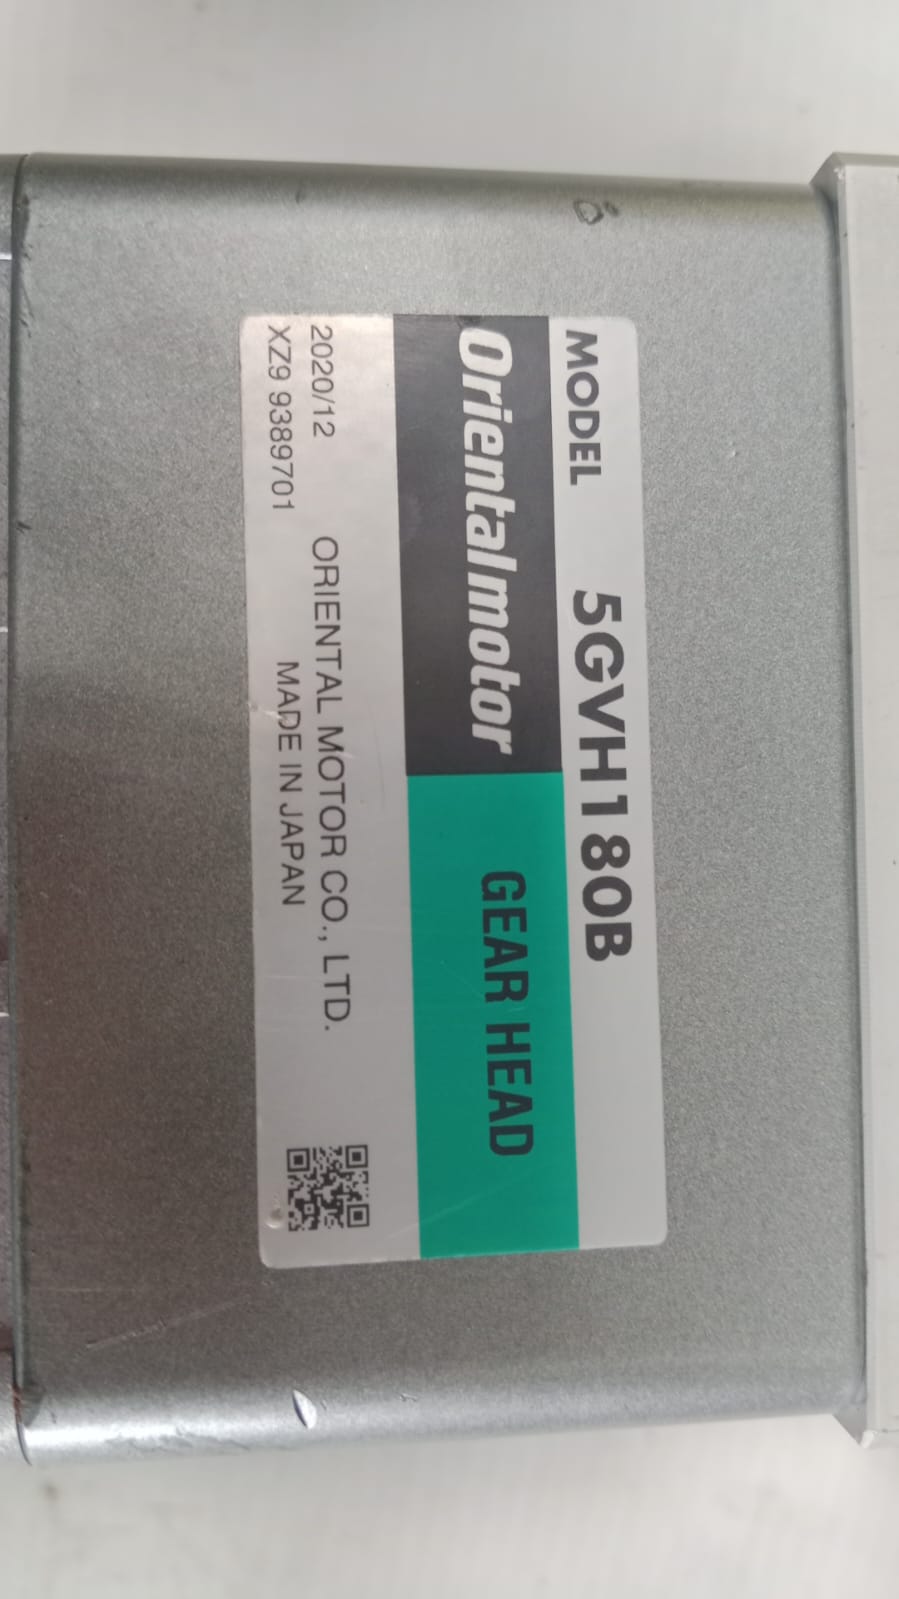 MODEL 5GVH180B
Orientalmotor GEAR HEAD
2020/12 ORIENTAL MOTOR CO., LTD.
XZ9 9389701 MADE IN JAPAN